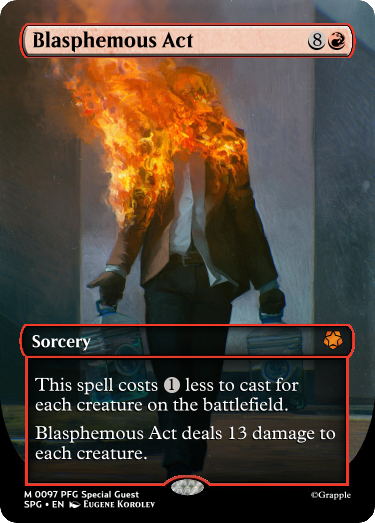 Blasphemous Act 8
Sorcery
This spell costs 1 less to cast for
each creature on the battlefield.
Blasphemous Act deals 13 damage to
each creature.
M 0097 PFG Special Guest
©Grapple
SPG • EN Eugene Korolev